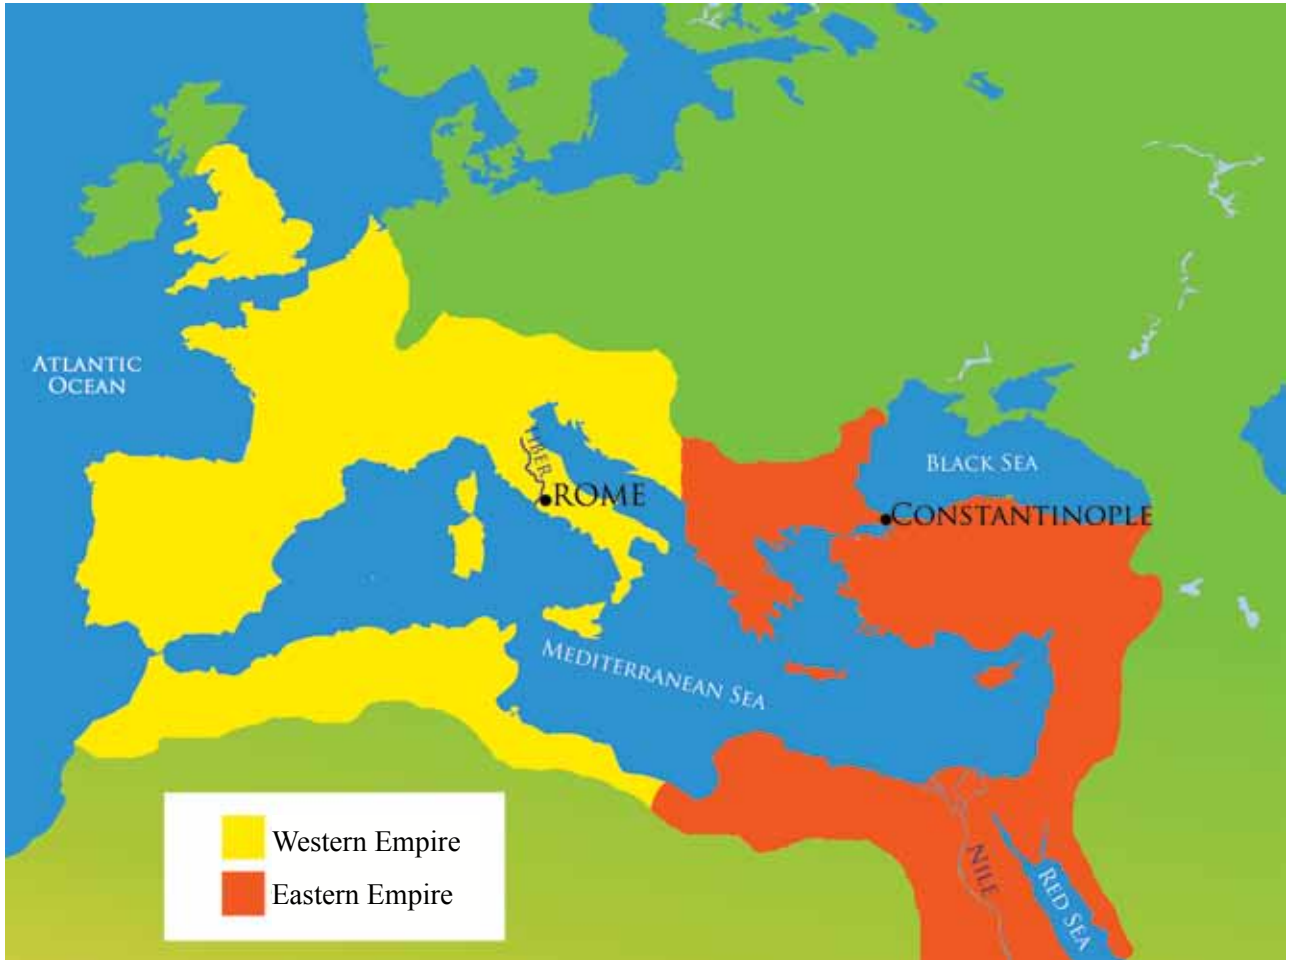 ATLANTIC
OCEAN
TIBER
ROME
BLACK SEA
CONSTANTINOPLE
MEDITERRANEAN SEA
NILE
RED SEA
Western Empire
Eastern Empire